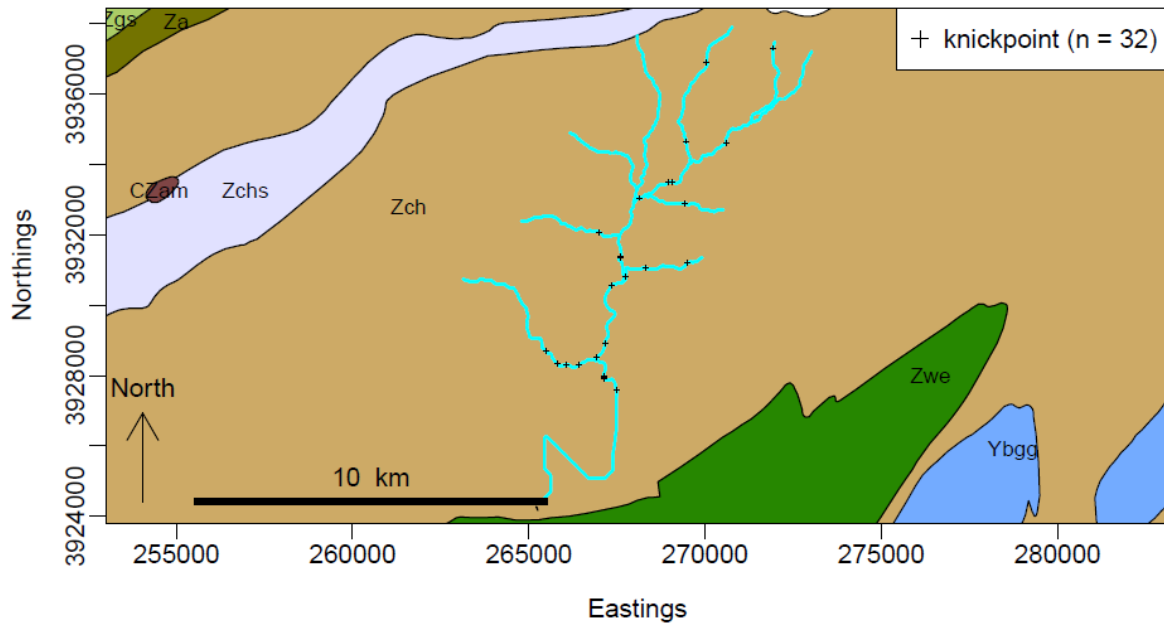 Zgs
Za
+ knickpoint (n = 32)
CZam
Zchs
Zch
Zwe
Ybgg
North
10 km
3924000
3928000
3932000
3936000
Northings
250000
260000
265000
270000
275000
280000
Eastings